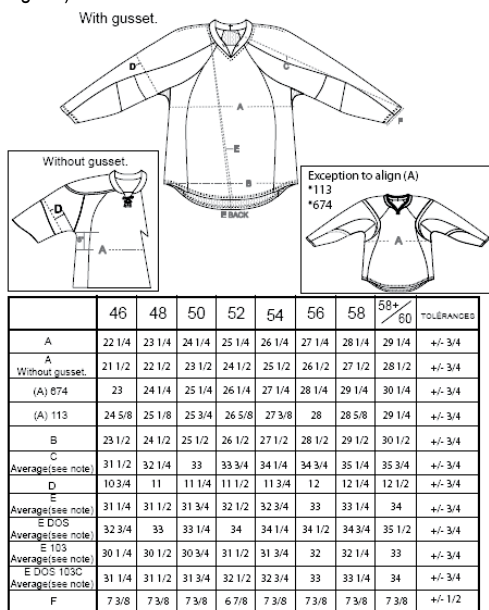 With gusset.
D
C
A
E
F
B
E BACK
Without gusset.
D
A
Exception to align (A)
*113
*674
A
46 48 50 52 54 56 58 58+/60 TOLÉRANCES
A 22 1/4 23 1/4 24 1/4 25 1/4 26 1/4 27 1/4 28 1/4 29 1/4 +/- 3/4
A
Without gusset. 21 1/2 22 1/2 23 1/2 24 1/2 25 1/2 26 1/2 27 1/2 28 1/2 +/- 3/4
(A) 674 23 24 1/4 25 1/4 26 1/4 27 1/4 28 1/4 29 1/4 30 1/4 +/- 3/4
(A) 113 24 5/8 25 1/8 25 3/4 26 5/8 27 3/8 28 28 5/8 29 1/4 +/- 3/4
B 23 1/2 24 1/2 25 1/2 26 1/2 27 1/2 28 1/2 29 1/2 30 1/2 +/- 3/4
C
Average(see note) 31 1/2 32 1/4 33 33 3/4 34 1/4 34 3/4 35 1/4 35 3/4 +/- 3/4
D 10 3/4 11 11 1/4 11 1/2 11 3/4 12 12 1/4 12 1/2 +/- 3/4
E
Average(see note) 31 1/4 31 1/2 31 3/4 32 1/2 32 3/4 33 33 1/4 34 +/- 3/4
E DOS
Average(see note) 32 3/4 33 33 1/4 34 34 1/4 34 1/2 34 3/4 35 1/2 +/- 3/4
E 103
Average(see note) 30 1/4 30 1/2 30 3/4 31 1/2 31 3/4 32 32 1/4 33 +/- 3/4
E DOS 103C
Average(see note) 31 1/4 31 1/2 31 3/4 32 1/2 32 3/4 33 33 1/4 34 +/- 3/4
F 7 3/8 7 3/8 7 3/8 6 7/8 7 3/8 7 3/8 7 3/8 7 3/8 +/- 1/2